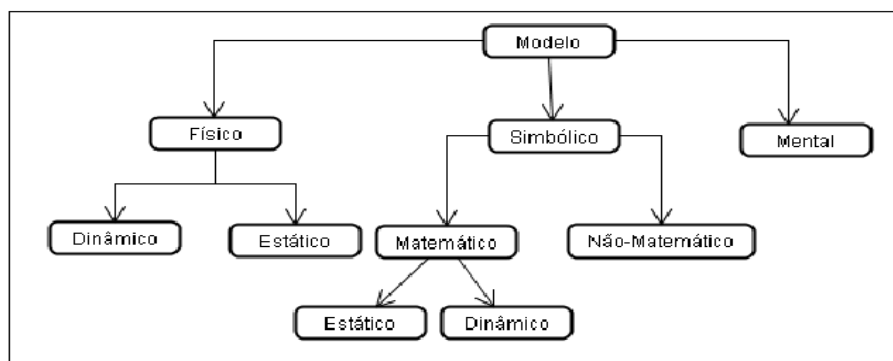 Modelo
Físico
Simbólico
Mental
Dinâmico
Estático
Matemático
Não-Matemático
Estático
Dinâmico